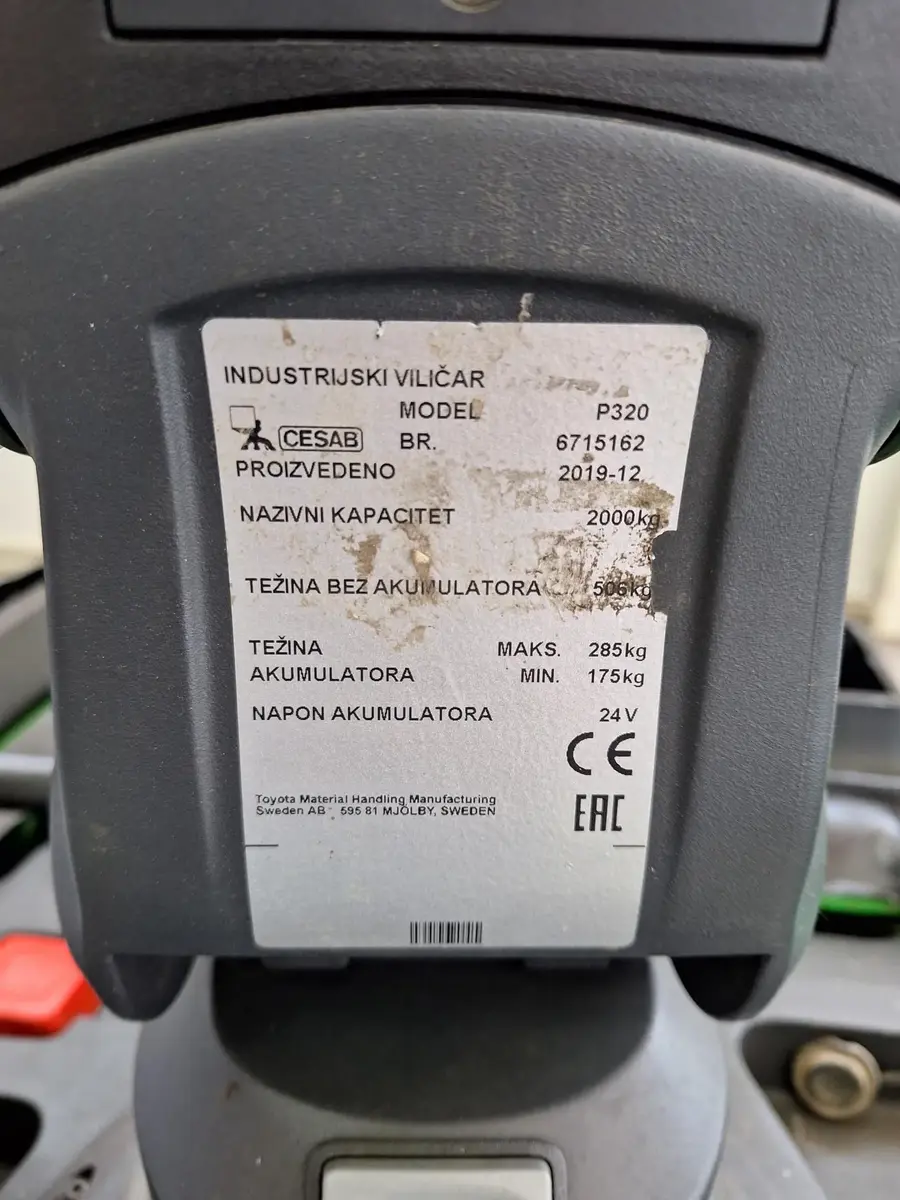 INDUSTRIJSKI VILIČAR
MODEL P320
CESAB BR. 6715162
PROIZVEDENO 2019-12
NAZIVNI KAPACITET 2000kg
TEŽINA BEZ AKUMULATORA 506kg
TEŽINA MAKS. 285kg
AKUMULATORA MIN. 175kg
NAPON AKUMULATORA 24V
CE
Toyota Material Handling Manufacturing
Sweden AB 595 81 MJÖLBY, SWEDEN
EAC